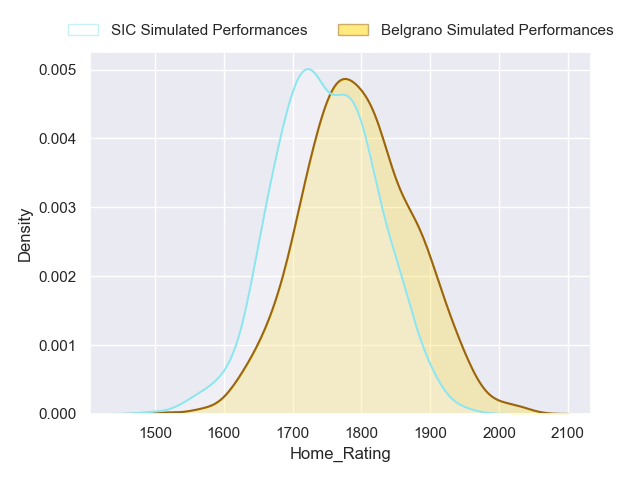 SIC Simulated Performances
Belgrano Simulated Performances
0.005
0.004
0.003
0.002
0.001
0.000
Density
1500 1600 1700 1800 1900 2000 2100
Home_Rating